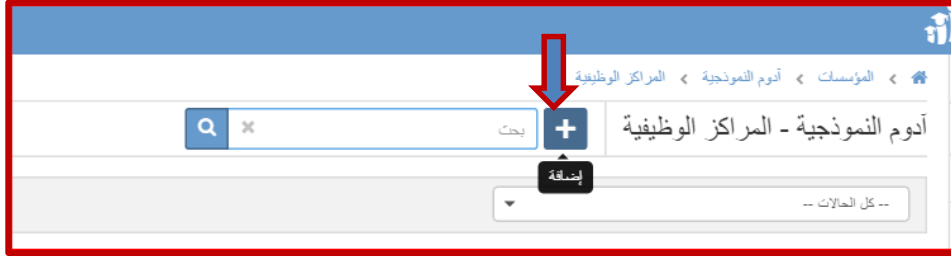 المؤسسات > آدوم النموذجية > المراكز الوظيفية
آدوم النموذجية - المراكز الوظيفية
بحث
إضافة
-- كل الحالات --